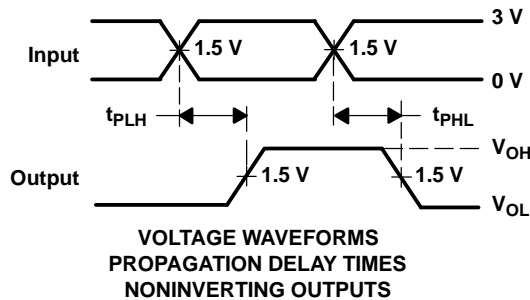 3 V
Input
1.5 V
1.5 V
0 V
tPLH
tPHL
VOH
Output
1.5 V
1.5 V
VOL
VOLTAGE WAVEFORMS
PROPAGATION DELAY TIMES
NONINVERTING OUTPUTS